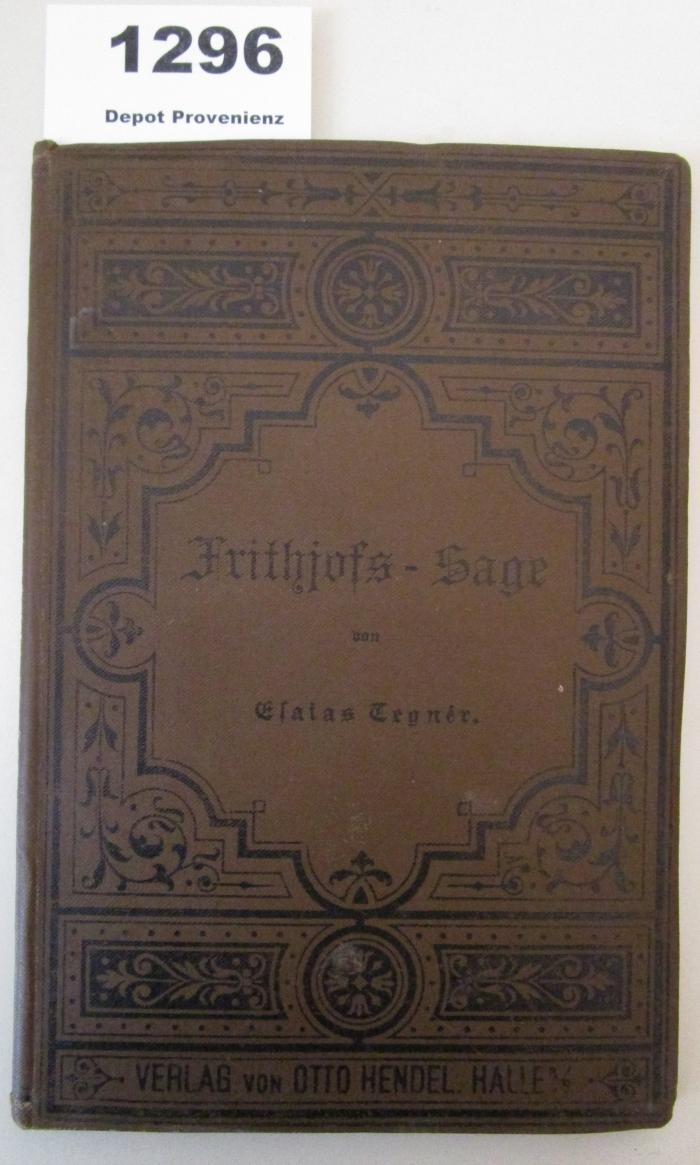 1296
Depot Provenienz
Frithjofs - Sage
von
Eſaias Tegnér.
VERLAG VON OTTO HENDEL. HALLE